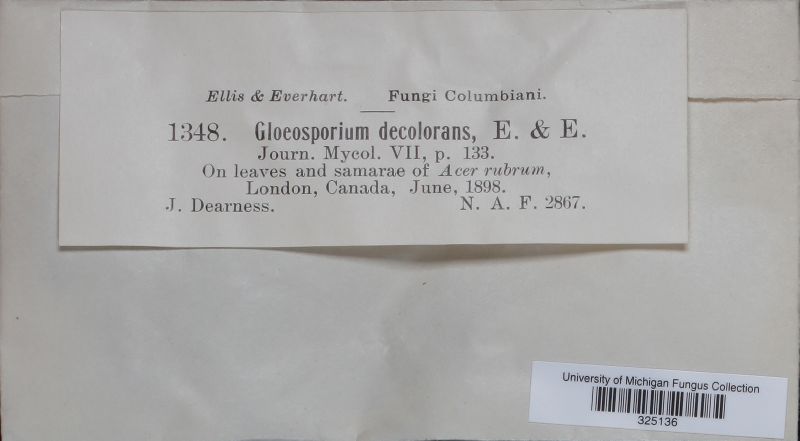 Ellis & Everhart. Fungi Columbiani.
1348. Gloeosporium decolorans, E. & E.
Journ. Mycol. VII, p. 133.
On leaves and samarae of Acer rubrum,
London, Canada, June, 1898.
J. Dearness. N. A. F. 2867.
University of Michigan Fungus Collection
325136